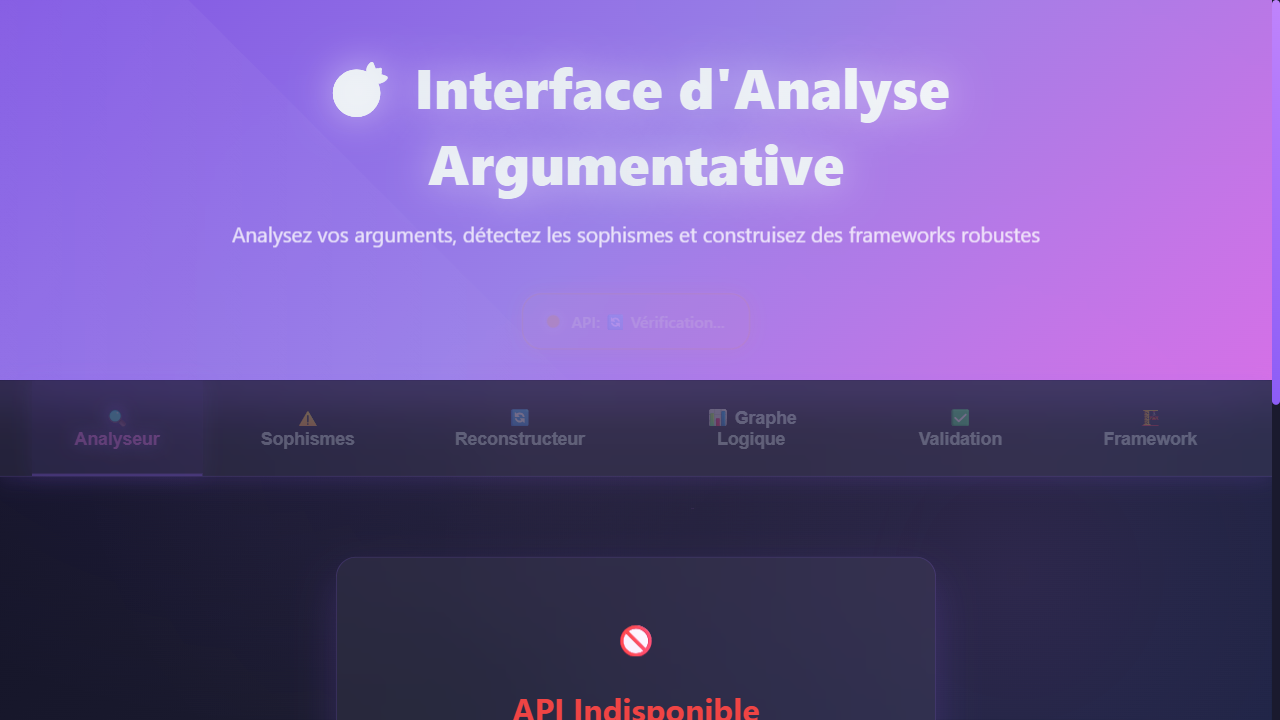 Interface d'Analyse
Argumentative
Analysez vos arguments, détectez les sophismes et construisez des frameworks robustes
API: Vérification...
Analyseur
Sophismes
Reconstructeur
Graphe
Logique
Validation
Framework
API Indisponible